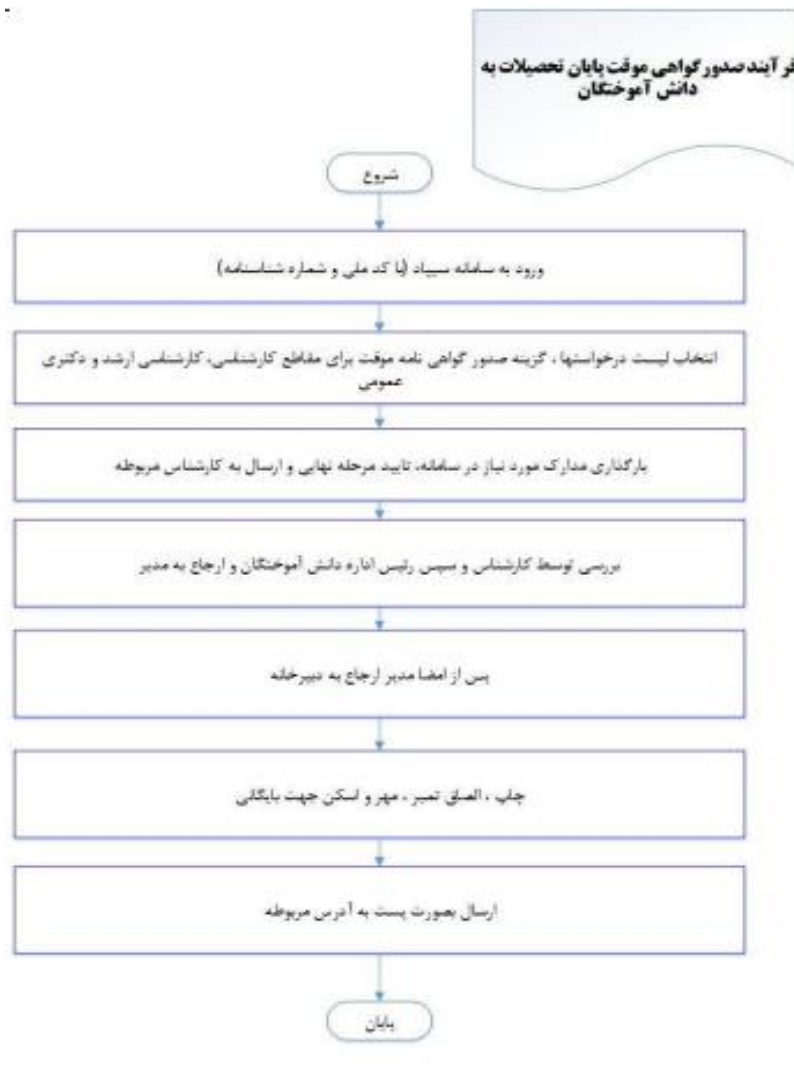 فرآیند صدور گواهی موقت پایان تحصیلات به
دانش آموختگان
شروع
ورود به سامانه سیباد (با کد ملی و شماره شناسنامه)
انتخاب لیست درخواستها ، گزینه صدور گواهی نامه موقت برای مقاطع کارشناسی، کارشناسی ارشد و دکتری
عمومی
بارگذاری مدارک مورد نیاز در سامانه، تایید مرحله نهایی و ارسال به کارشناس مربوطه
بررسی توسط کارشناس و سپس رئیس اداره دانش آموختگان و ارجاع به مدیر
پس از امضا مدیر ارجاع به دبیرخانه
چاپ ، الصاق تمبر ، مهر و اسکن جهت بایگانی
ارسال بصورت پست به آدرس مربوطه
پایان